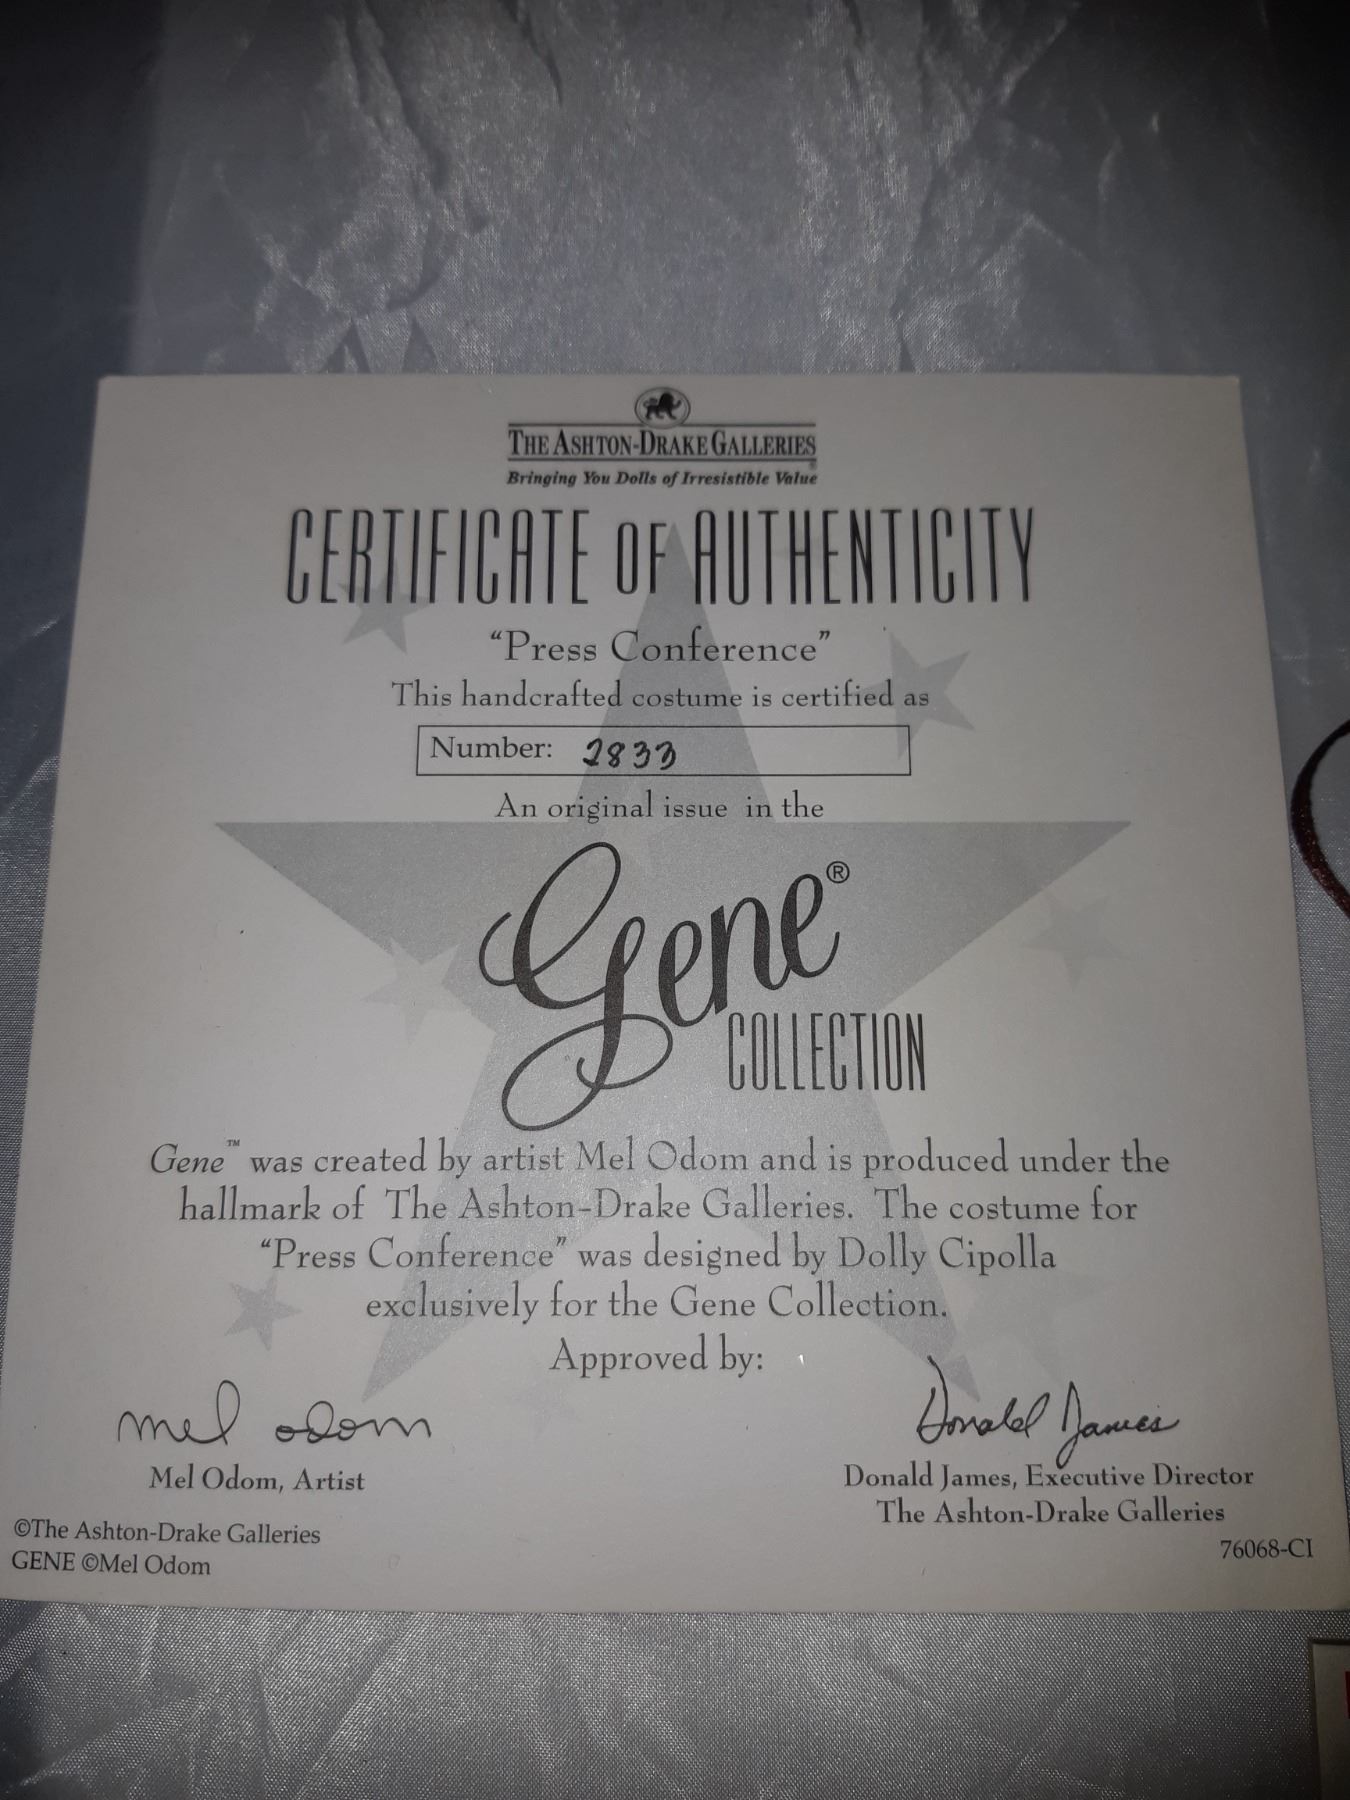 THE ASHTON-DRAKE GALLERIES
®
Bringing You Dolls of Irresistible Value
CERTIFICATE OF AUTHENTICITY
“Press Conference”
This handcrafted costume is certified as
Number: 2833
An original issue in the
Gene®
COLLECTION
Gene™ was created by artist Mel Odom and is produced under the
hallmark of The Ashton-Drake Galleries. The costume for
“Press Conference” was designed by Dolly Cipolla
exclusively for the Gene Collection.
Approved by:
mel odom
Donald James
Mel Odom, Artist
Donald James, Executive Director
The Ashton-Drake Galleries
©The Ashton-Drake Galleries
GENE ©Mel Odom
76068-CI